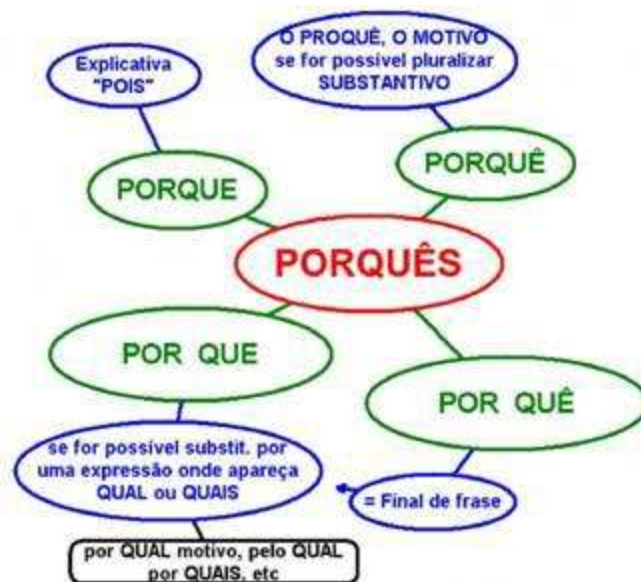 Explicativa
"POIS"
O PROQUÊ, O MOTIVO
se for possível pluralizar
SUBSTANTIVO
PORQUE
PORQUÊ
PORQUÊS
POR QUE
POR QUÊ
se for possível substit. por
uma expressão onde apareça
QUAL ou QUAIS
= Final de frase
por QUAL motivo, pelo QUAL
por QUAIS, etc